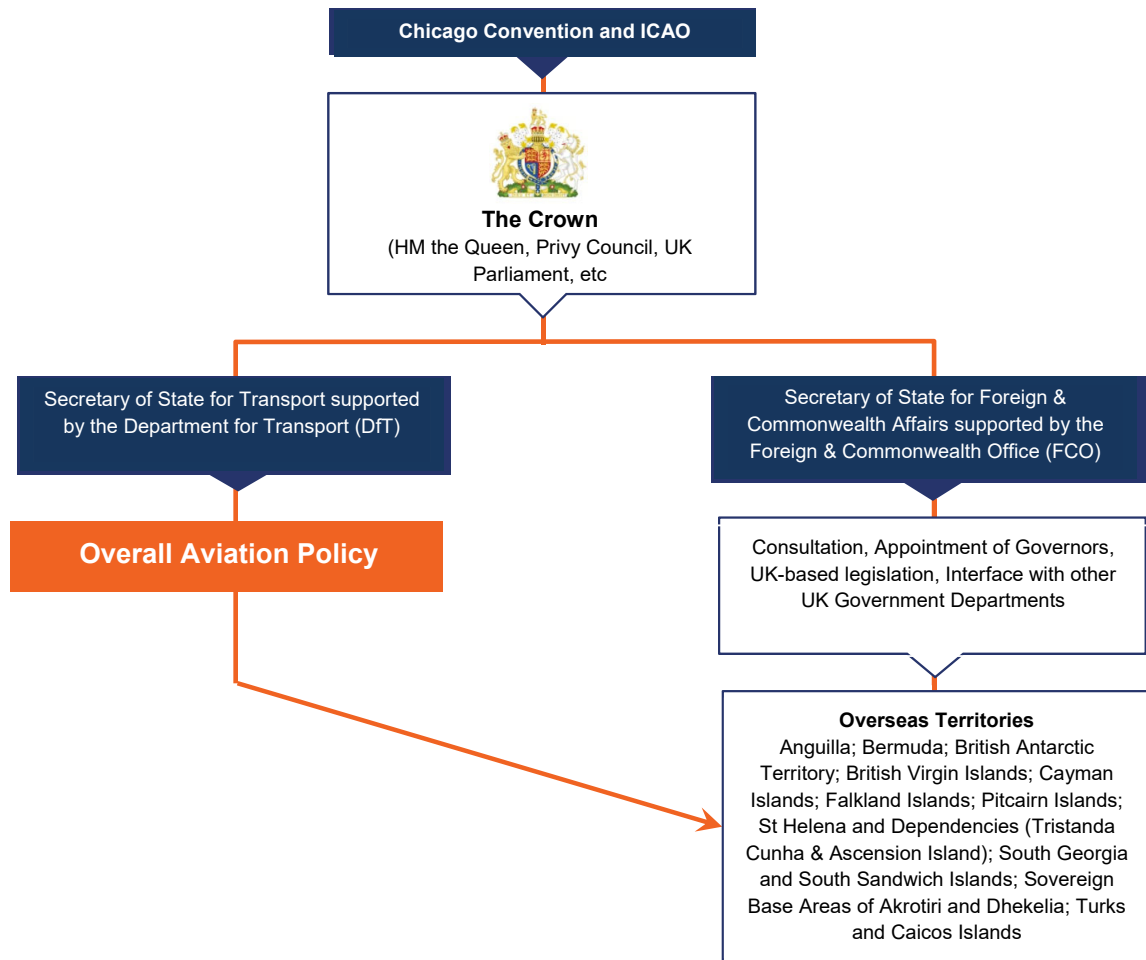 Chicago Convention and ICAO
The Crown
(HM the Queen, Privy Council, UK
Parliament, etc
Secretary of State for Transport supported
by the Department for Transport (DfT)
Overall Aviation Policy
Secretary of State for Foreign &
Commonwealth Affairs supported by the
Foreign & Commonwealth Office (FCO)
Consultation, Appointment of Governors,
UK-based legislation, Interface with other
UK Government Departments
Overseas Territories
Anguilla; Bermuda; British Antarctic
Territory; British Virgin Islands; Cayman
Islands; Falkland Islands; Pitcairn Islands;
St Helena and Dependencies (Tristanda
Cunha & Ascension Island); South Georgia
and South Sandwich Islands; Sovereign
Base Areas of Akrotiri and Dhekelia; Turks
and Caicos Islands